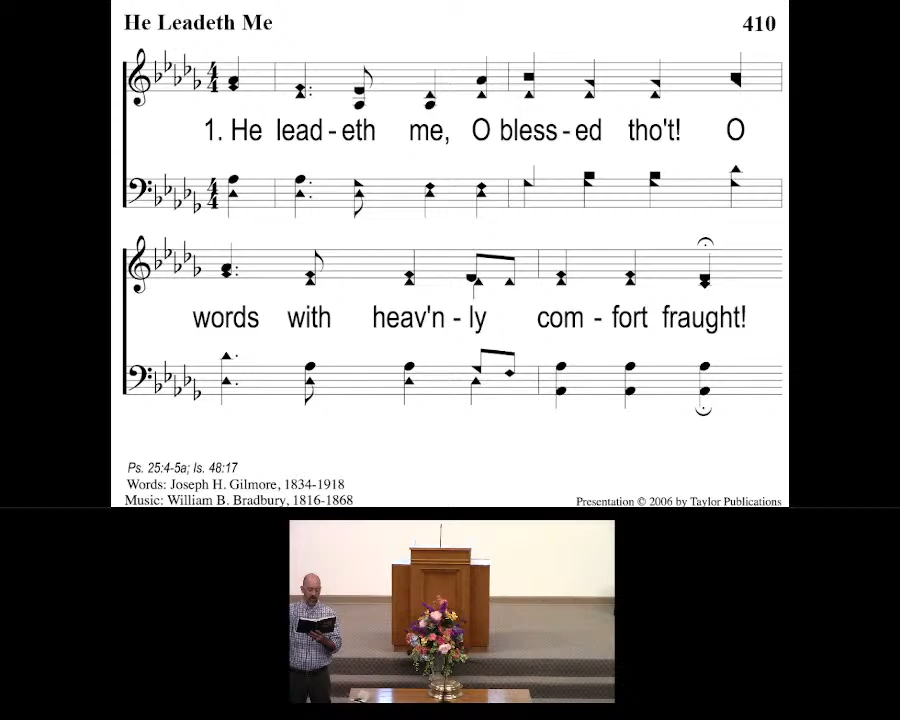 He Leadeth Me
410
1. He lead - eth me, O bless - ed tho't! O
words with heav'n - ly com - fort fraught!
Ps. 25:4-5a; Is. 48:17
Words: Joseph H. Gilmore, 1834-1918
Music: William B. Bradbury, 1816-1868
Presentation © 2006 by Taylor Publications